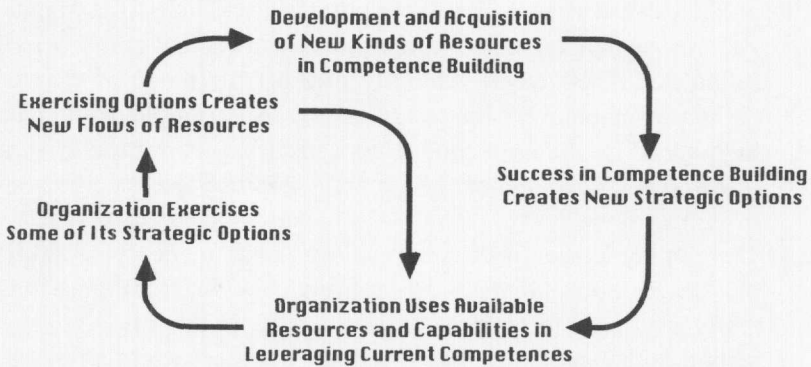 Development and Acquisition
of New Kinds of Resources
in Competence Building
Exercising Options Creates
New Flows of Resources
Success in Competence Building
Creates New Strategic Options
Organization Exercises
Some of Its Strategic Options
Organization Uses Available
Resources and Capabilities in
Leveraging Current Competences